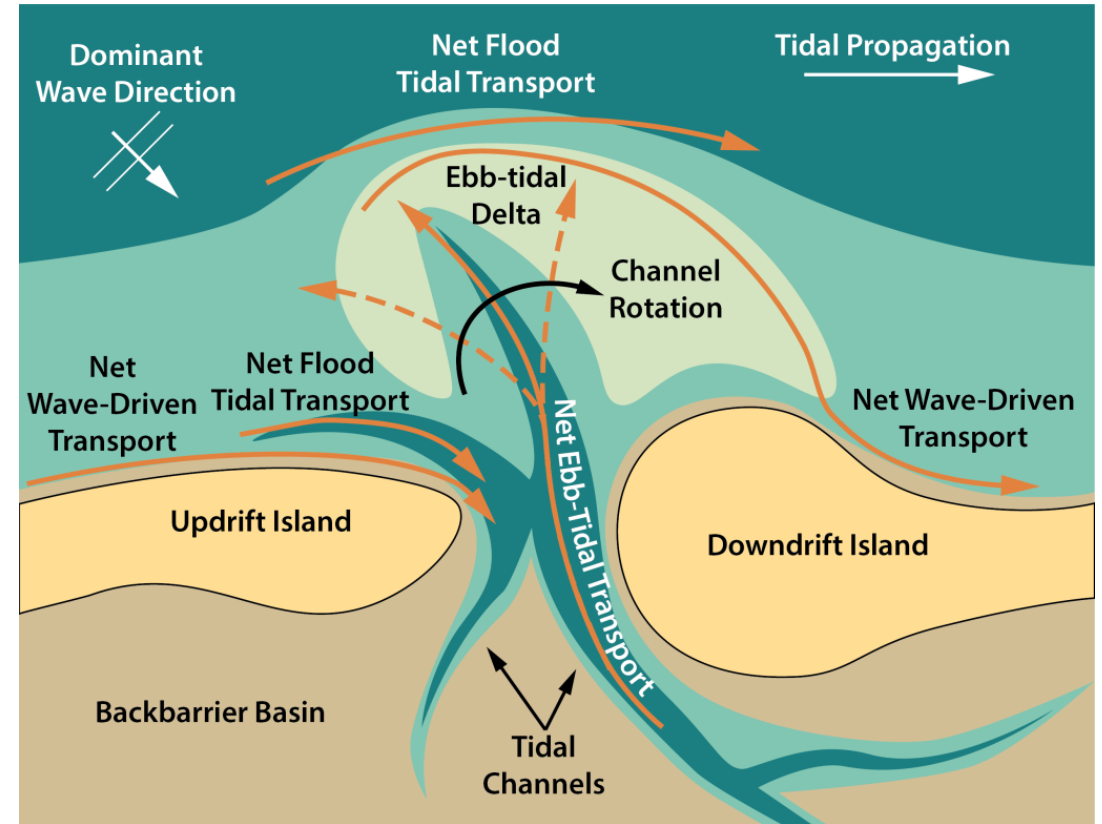 Dominant
Wave Direction
Net Flood
Tidal Transport
Tidal Propagation
Ebb-tidal
Delta
Channel
Rotation
Net
Wave-Driven
Transport
Net Flood
Tidal Transport
Net Wave-Driven
Transport
Net Ebb-Tidal Transport
Updrift Island
Downdrift Island
Backbarrier Basin
Tidal
Channels